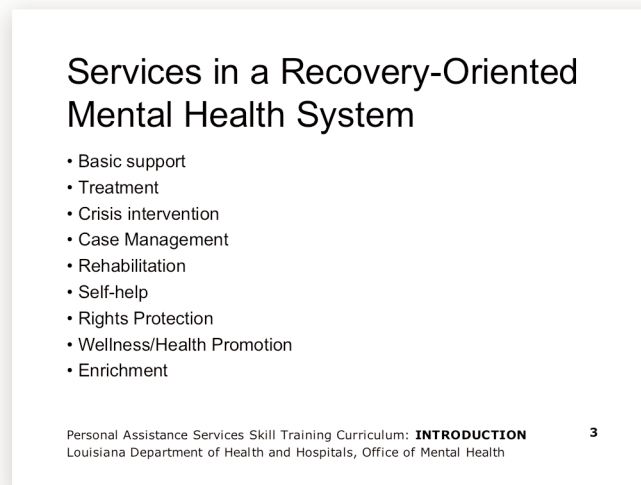 Services in a Recovery-Oriented
Mental Health System
• Basic support
• Treatment
• Crisis intervention
• Case Management
• Rehabilitation
• Self-help
• Rights Protection
• Wellness/Health Promotion
• Enrichment
Personal Assistance Services Skill Training Curriculum: INTRODUCTION 3
Louisiana Department of Health and Hospitals, Office of Mental Health